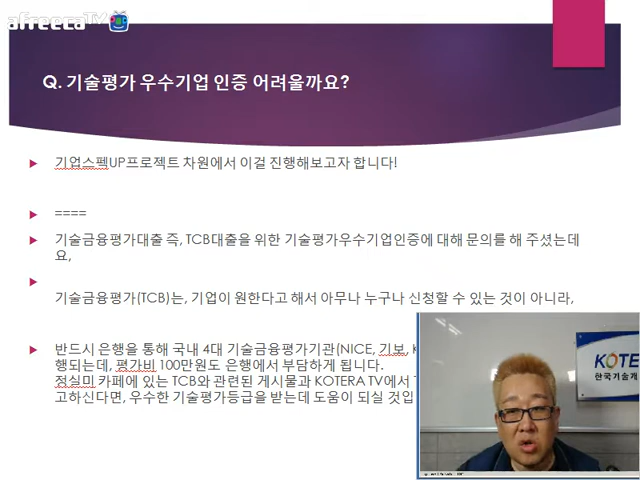 afreecaTV
Q. 기술평가 우수기업 인증 어려울까요?
기업스펙UP프로젝트 차원에서 이걸 진행해보고자 합니다!
====
기술금융평가대출 즉, TCB대출을 위한 기술평가우수기업인증에 대해 문의를 해 주셨는데
요,
기술금융평가(TCB)는, 기업이 원한다고 해서 아무나 누구나 신청할 수 있는 것이 아니라,
반드시 은행을 통해 국내 4대 기술금융평가기관(NICE, 기보,
행되는데, 평가비 100만원도 은행에서 부담하게 됩니다.
정실미 카페에 있는 TCB와 관련된 게시물과 KOTERA TV에서
고하신다면, 우수한 기술평가등급을 받는데 도움이 되실 것입
KOTE
한국기술개